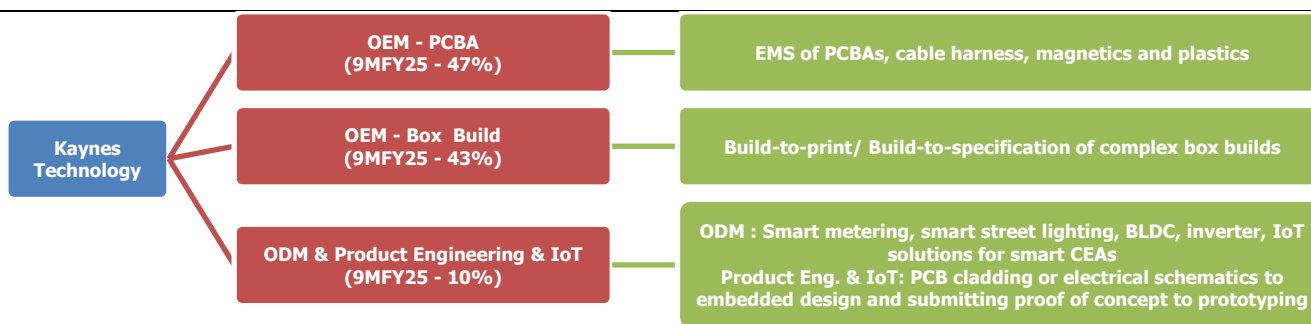 Kaynes
Technology
OEM - PCBA
(9MFY25 - 47%)
EMS of PCBAs, cable harness, magnetics and plastics
OEM - Box  Build
(9MFY25 - 43%)
Build-to-print/ Build-to-specification of complex box builds
ODM & Product Engineering & IoT
(9MFY25 - 10%)
ODM : Smart metering, smart street lighting, BLDC, inverter, IoT
solutions for smart CEAs
Product Eng. & IoT: PCB cladding or electrical schematics to
embedded design and submitting proof of concept to prototyping